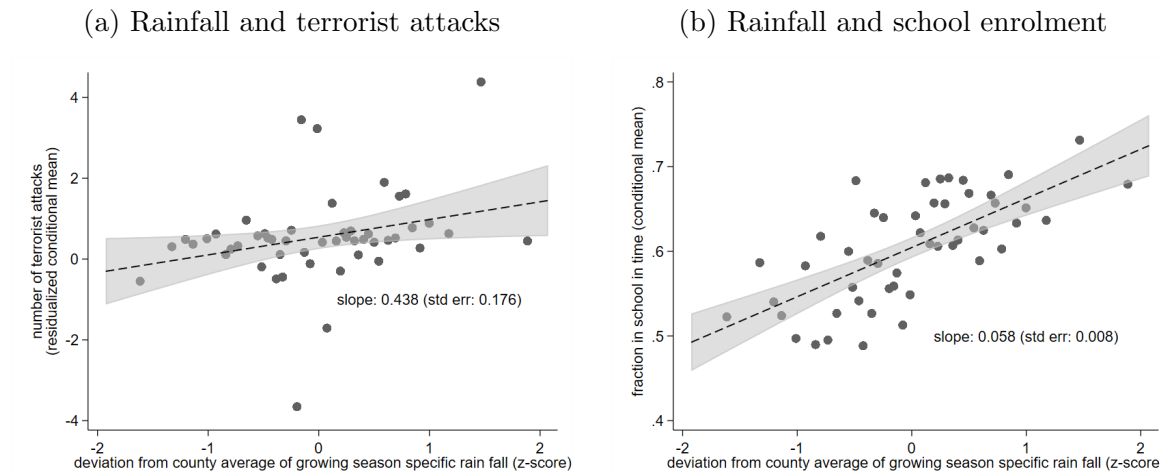 (a) Rainfall and terrorist attacks
number of terrorist attacks
(residualized conditional mean)
4
2
0
-2
-4
slope: 0.438 (std err: 0.176)
-2
-1
0
1
2
deviation from county average of growing season specific rain fall (z-score)
(b) Rainfall and school enrolment
fraction in school in time (conditional mean)
.8
.7
.6
.5
.4
slope: 0.058 (std err: 0.008)
-2
-1
0
1
2
deviation from county average of growing season specific rain fall (z-score)